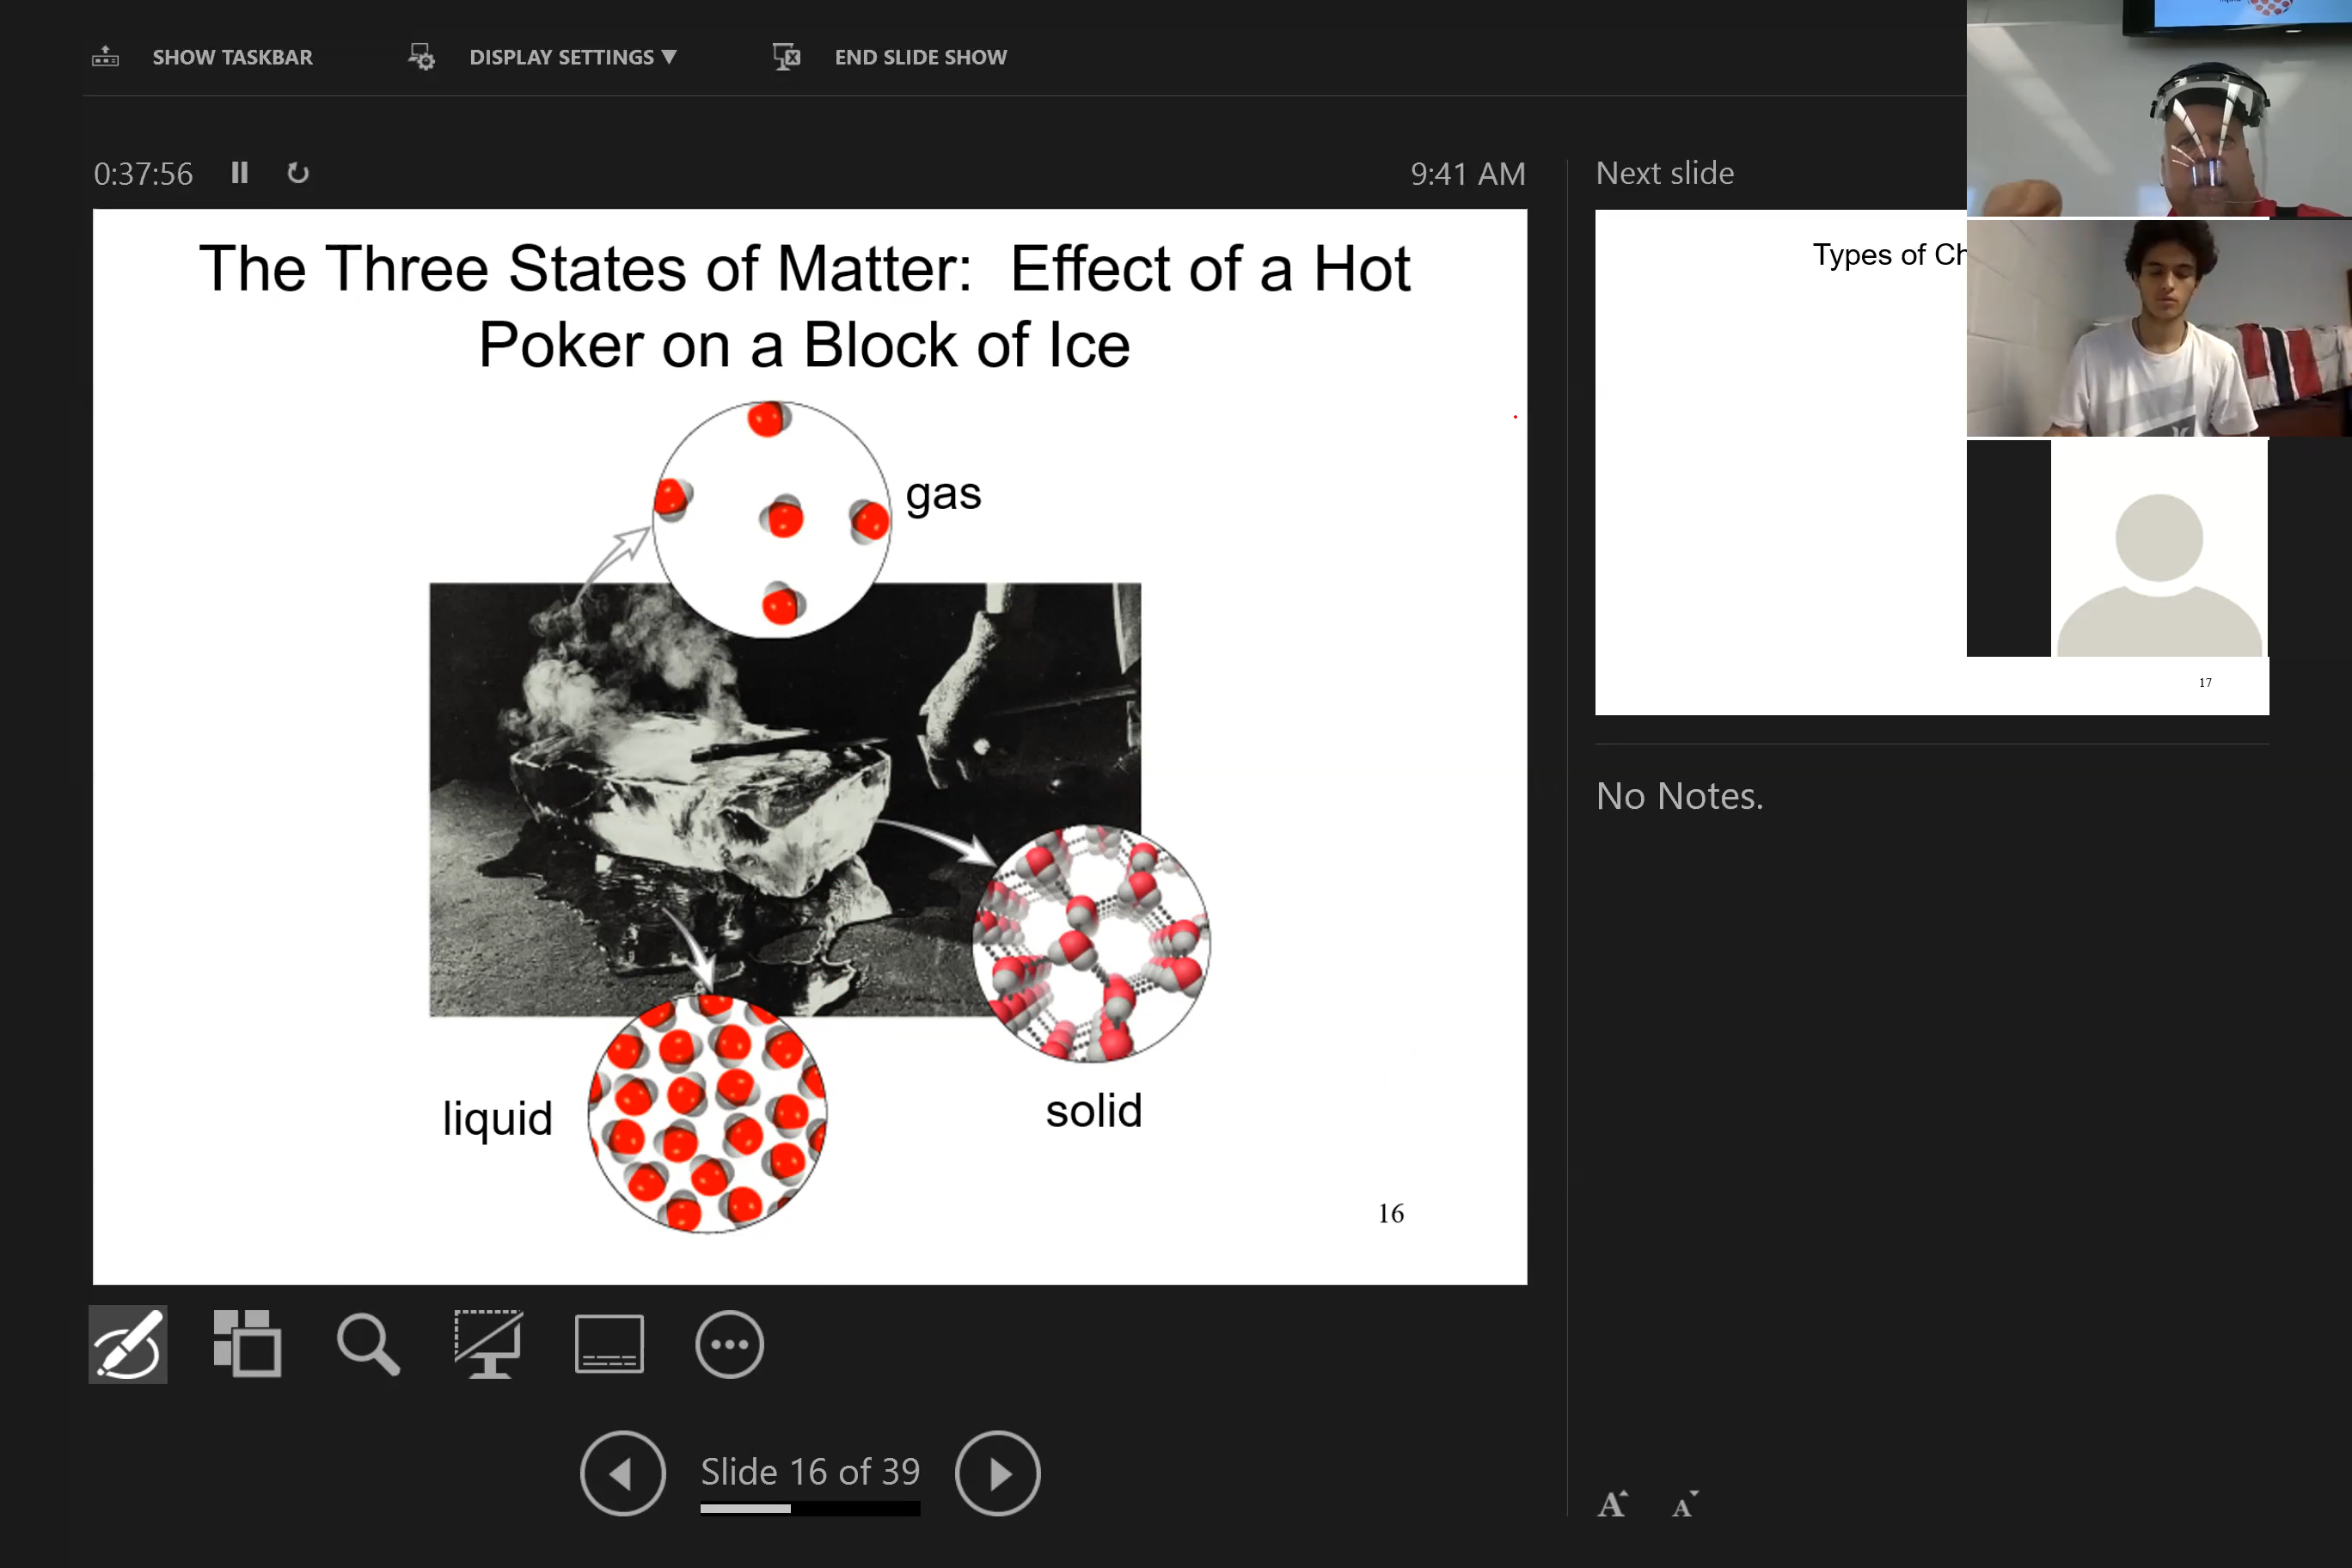 SHOW TASKBAR
DISPLAY SETTINGS ▼
END SLIDE SHOW
0:37:56
9:41 AM
The Three States of Matter: Effect of a Hot
Poker on a Block of Ice
gas
liquid
solid
16
Slide 16 of 39
Next slide
Types of Ch
17
No Notes.
A
A